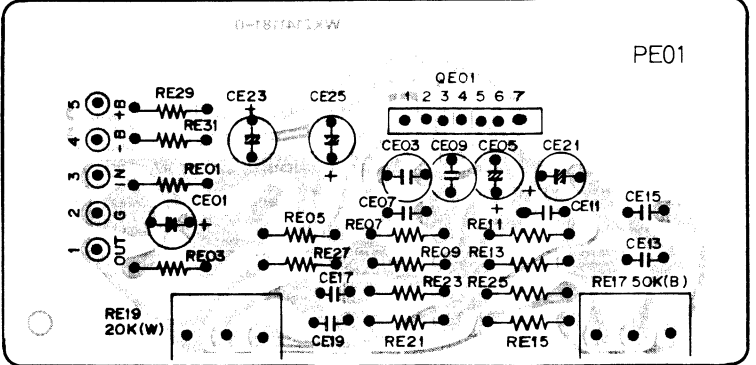 PE01
QE01
1 2 3 4 5 6 7
5 +B
4 -B
3 IN
2 G
1 OUT
RE29
RE31
RE01
CE01
RE03
CE23
CE25
CE03
CE09
CE05
CE21
CE07
CE11
CE15
CE13
RE05
RE07
RE11
RE27
RE09
RE13
CE17
RE23
RE25
RE17 50K(B)
RE19
20K(W)
CE19
RE21
RE15